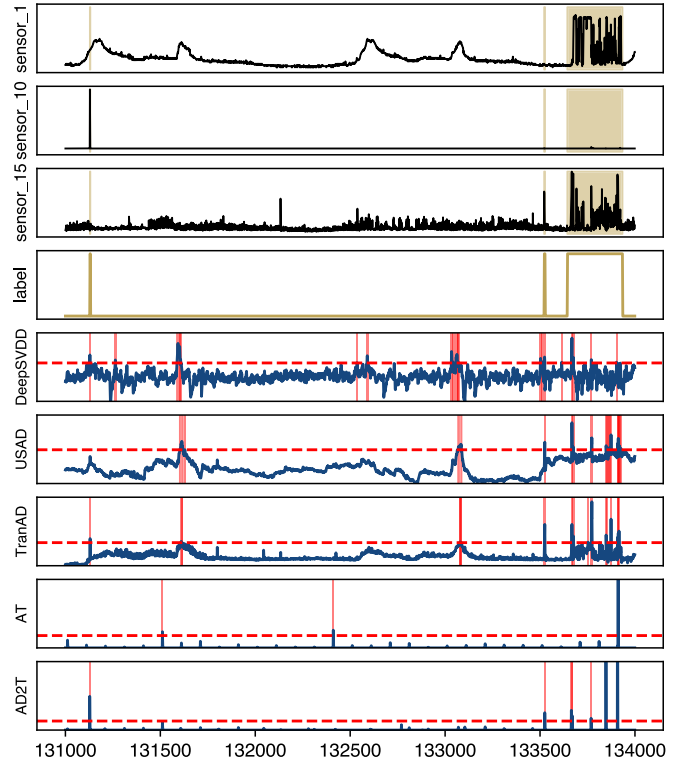 sensor_1
sensor_10
sensor_15
label
DeepSVDD
USAD
TranAD
AT
AD2T
131000 131500 132000 132500 133000 133500 134000